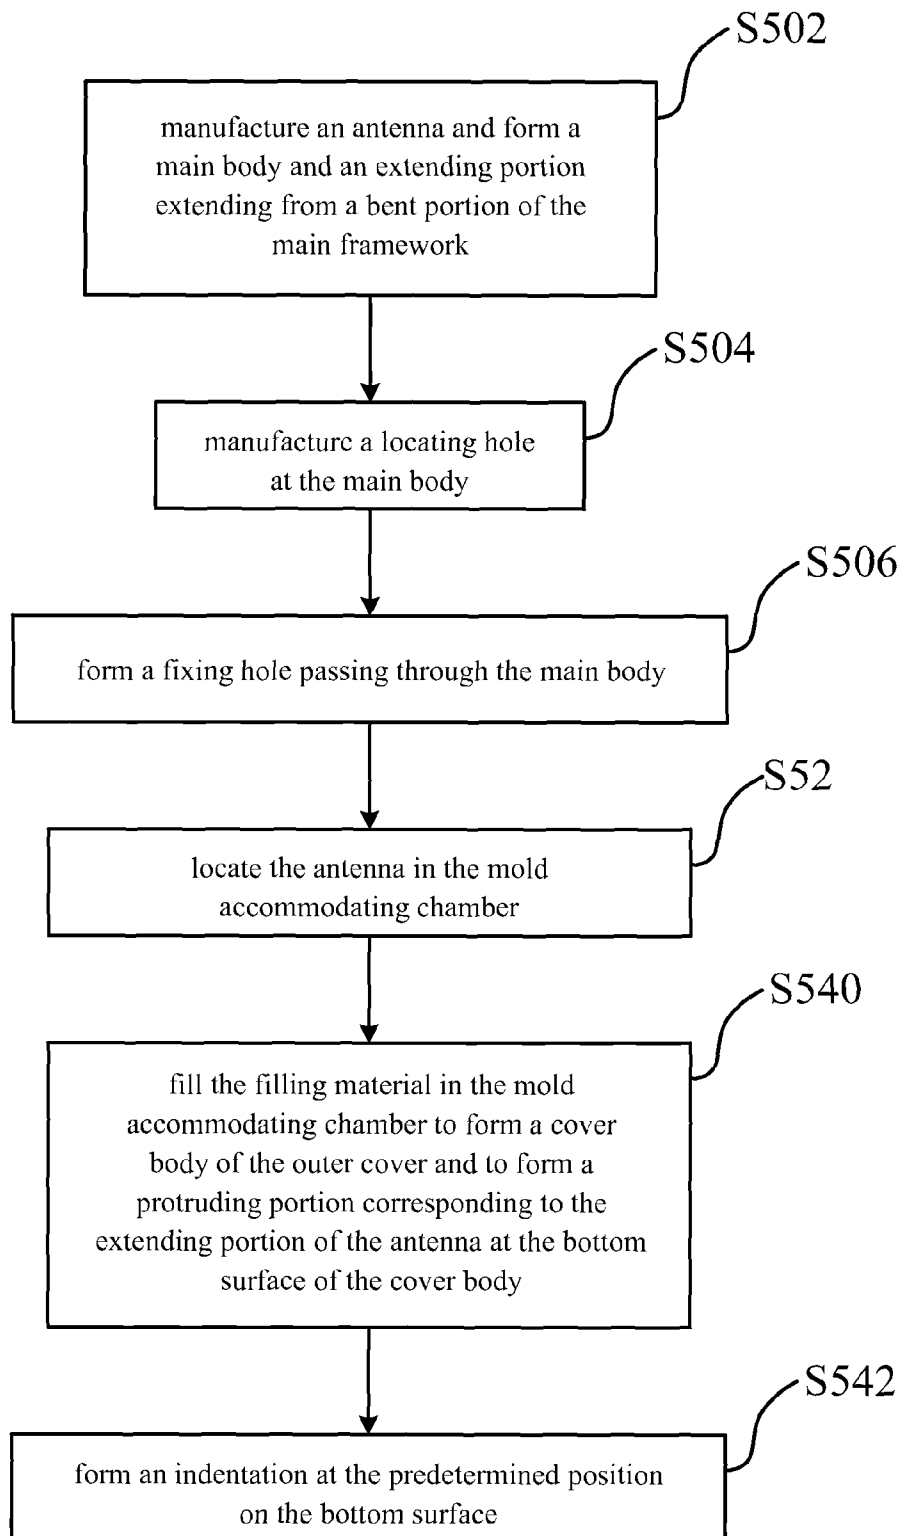 S502
manufacture an antenna and form a
main body and an extending portion
extending from a bent portion of the
main framework
S504
manufacture a locating hole
at the main body
S506
form a fixing hole passing through the main body
S52
locate the antenna in the mold
accommodating chamber
S540
fill the filling material in the mold
accommodating chamber to form a cover
body of the outer cover and to form a
protruding portion corresponding to the
extending portion of the antenna at the bottom
surface of the cover body
S542
form an indentation at the predetermined position
on the bottom surface